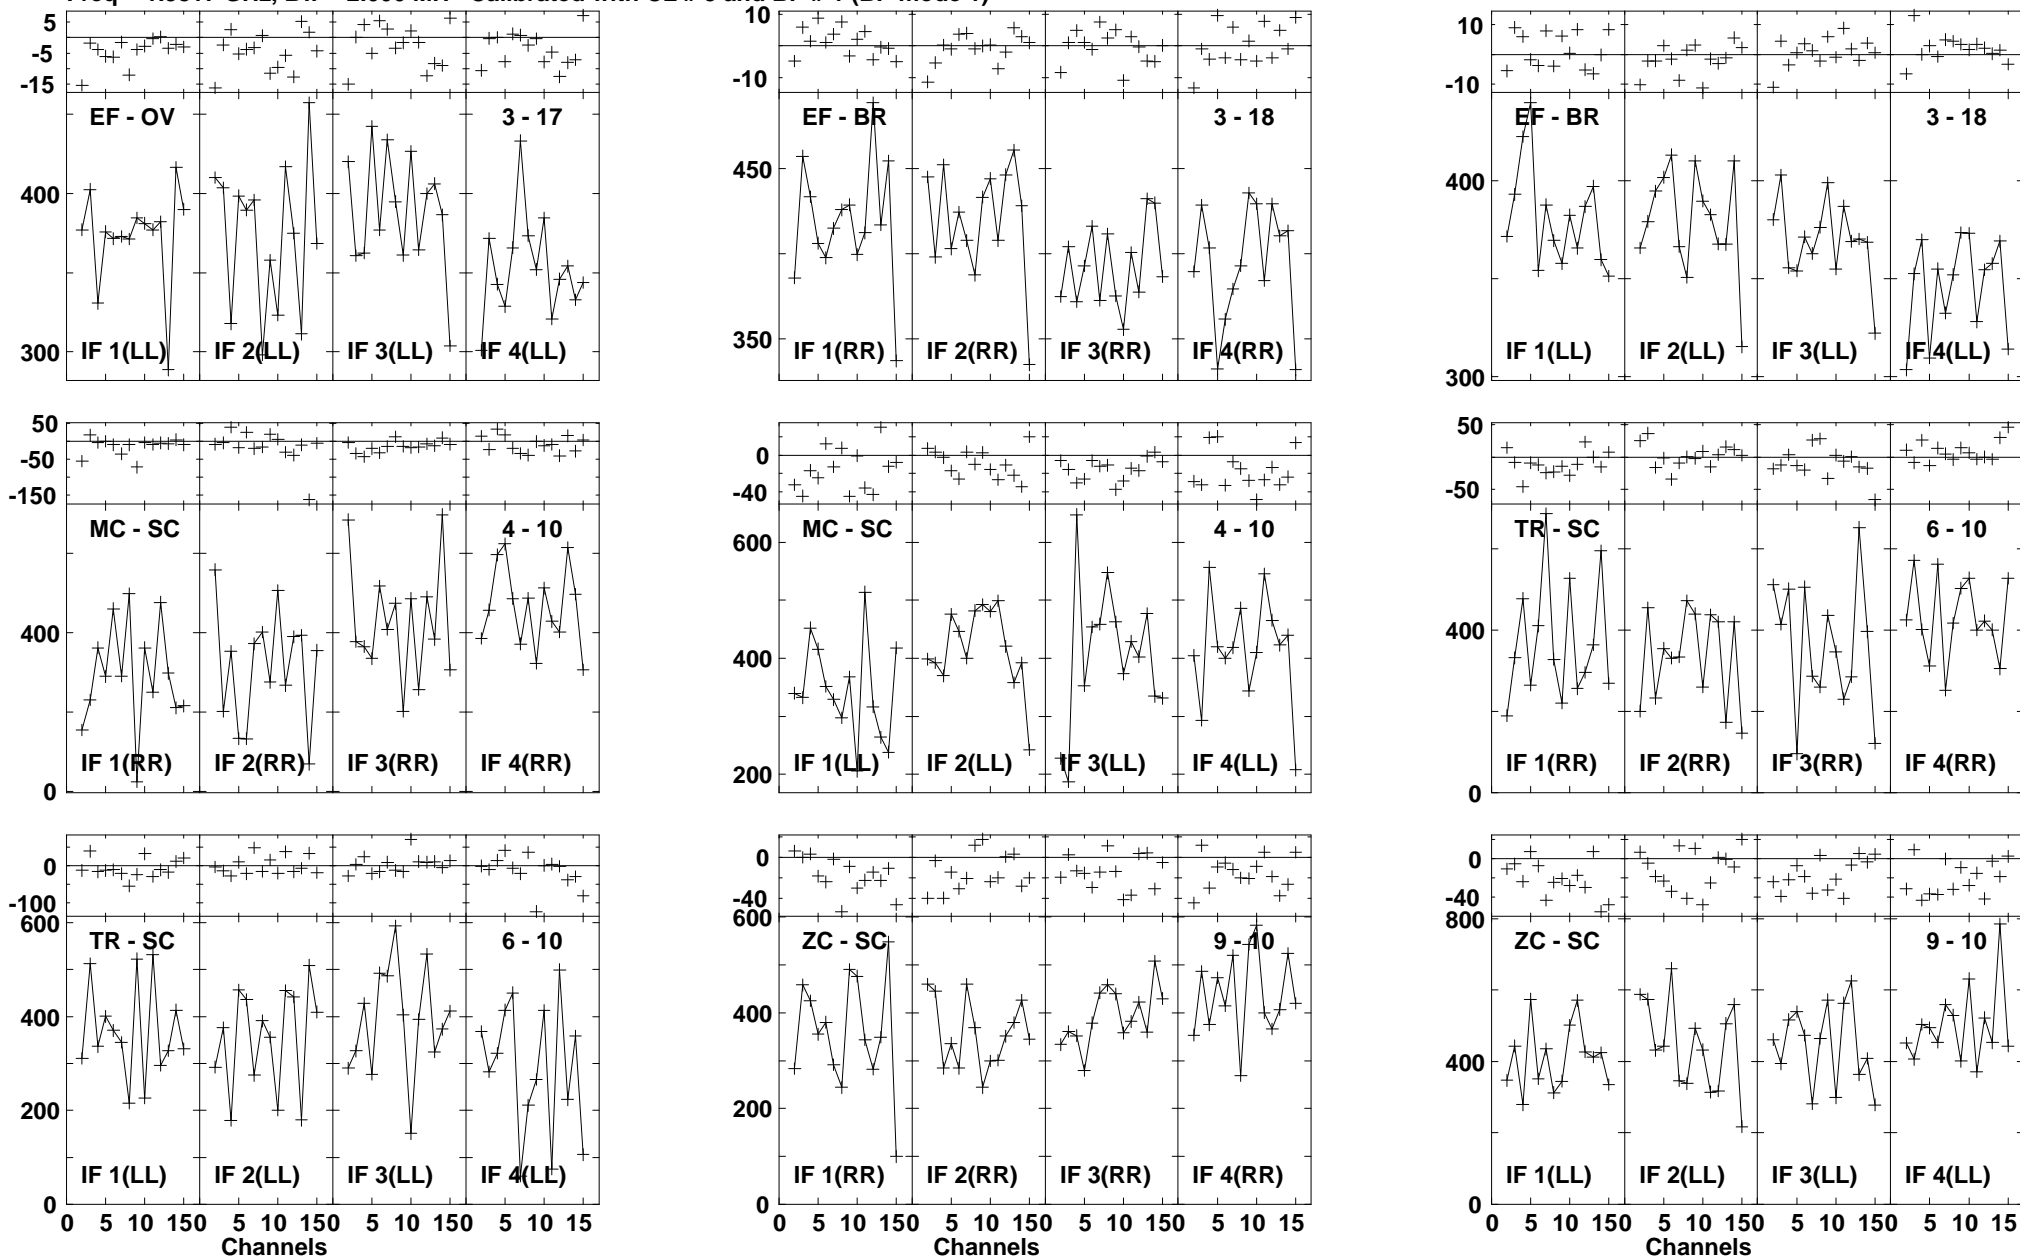 5 10 10
-5
-15 -10 -10
EF - OV 3 - 17 EF - BR 3 - 18 EF - BR 3 - 18
400 450 400
300 350 300
IF 1(LL) IF 2(LL) IF 3(LL) IF 4(LL) IF 1(RR) IF 2(RR) IF 3(RR) IF 4(RR) IF 1(LL) IF 2(LL) IF 3(LL) IF 4(LL)
50 0 50
-50 -40 -50
-150
MC - SC 4 - 10 MC - SC 4 - 10 TR - SC 6 - 10
400 600 400
0 400 0
200
IF 1(RR) IF 2(RR) IF 3(RR) IF 4(RR) IF 1(LL) IF 2(LL) IF 3(LL) IF 4(LL) IF 1(RR) IF 2(RR) IF 3(RR) IF 4(RR)
0 0 0
-100 -40 -40
TR - SC 6 - 10 ZC - SC 9 - 10 ZC - SC 9 - 10
600 600 800
400 400 400
200 200
0 0 0
IF 1(LL) IF 2(LL) IF 3(LL) IF 4(LL) IF 1(RR) IF 2(RR) IF 3(RR) IF 4(RR) IF 1(LL) IF 2(LL) IF 3(LL) IF 4(LL)
0 5 10 150 5 10 150 5 10 150 5 10 15 0 5 10 150 5 10 150 5 10 150 5 10 15 0 5 10 150 5 10 150 5 10 150 5 10 15
Channels Channels Channels